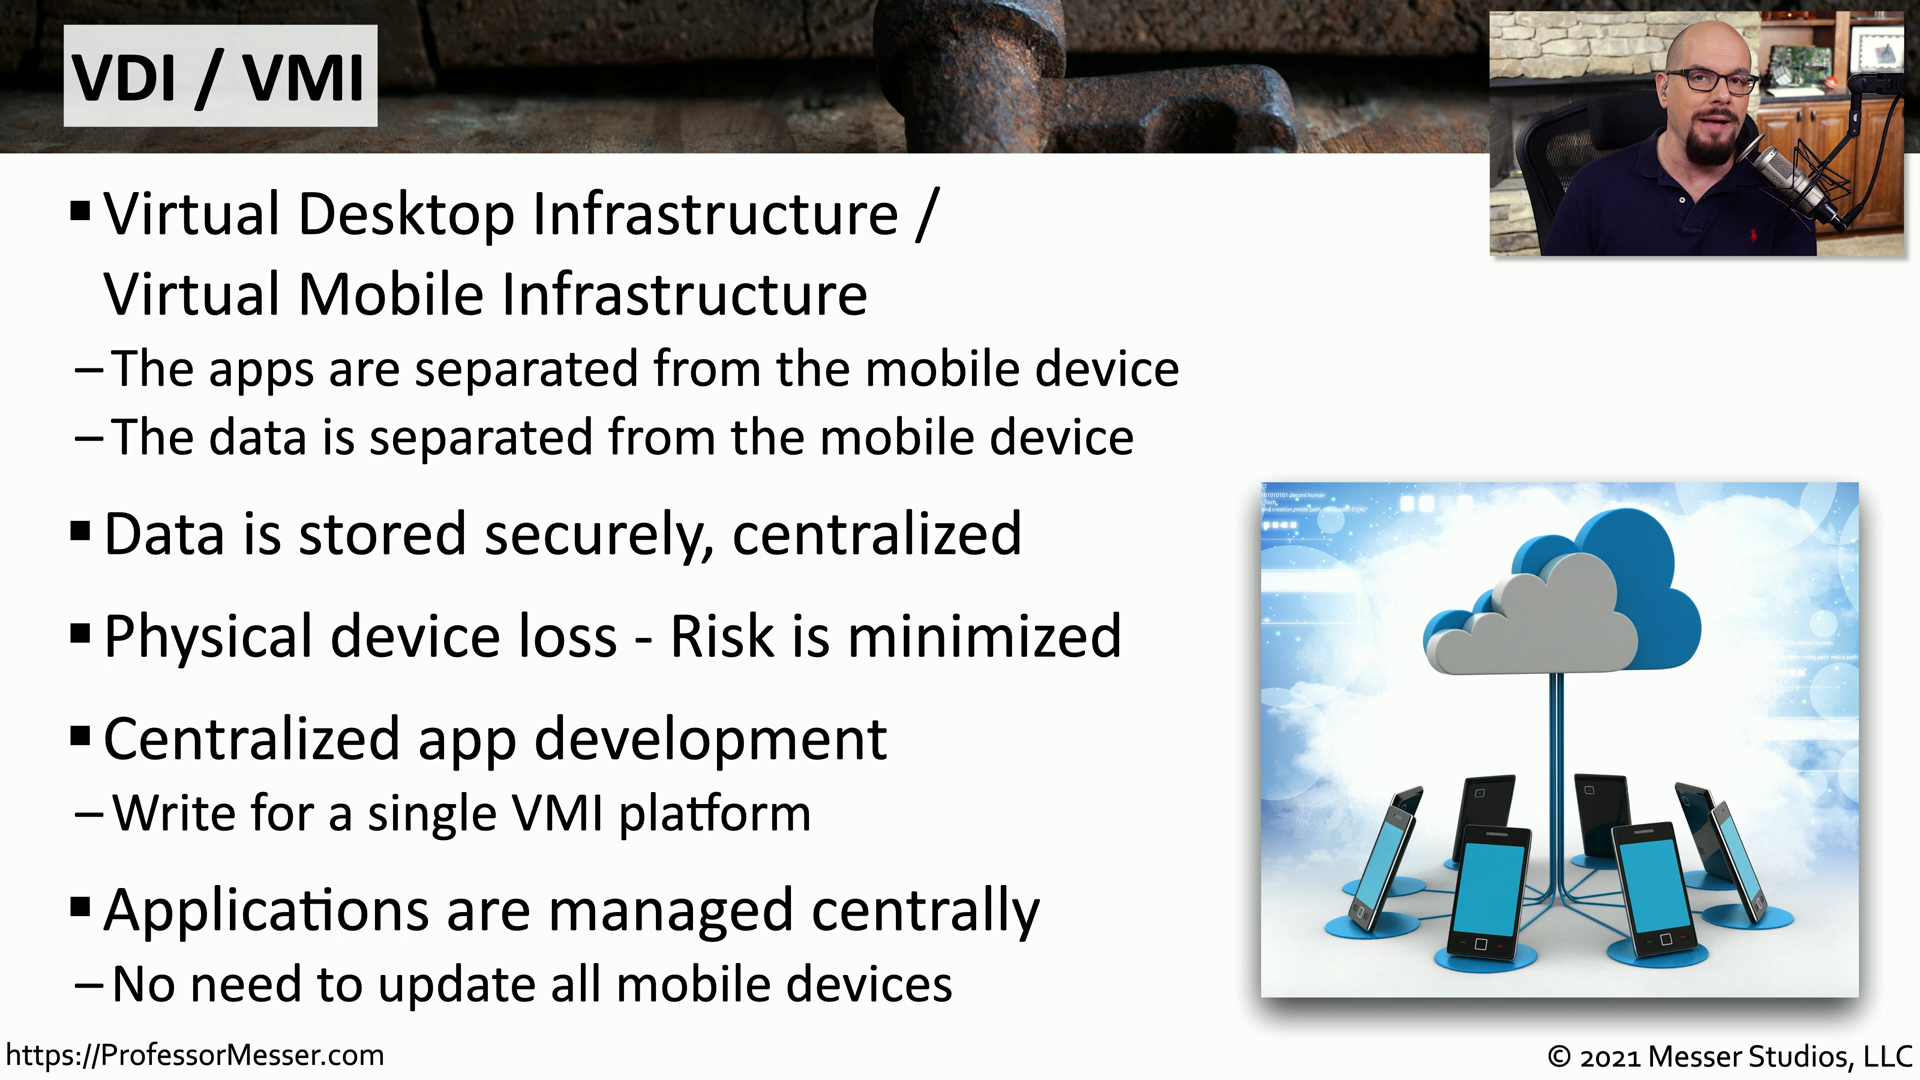 VDI / VMI
▪ Virtual Desktop Infrastructure /
Virtual Mobile Infrastructure
– The apps are separated from the mobile device
– The data is separated from the mobile device
▪ Data is stored securely, centralized
▪ Physical device loss - Risk is minimized
▪ Centralized app development
– Write for a single VMI platform
▪ Applications are managed centrally
– No need to update all mobile devices
https://ProfessorMesser.com
© 2021 Messer Studios, LLC